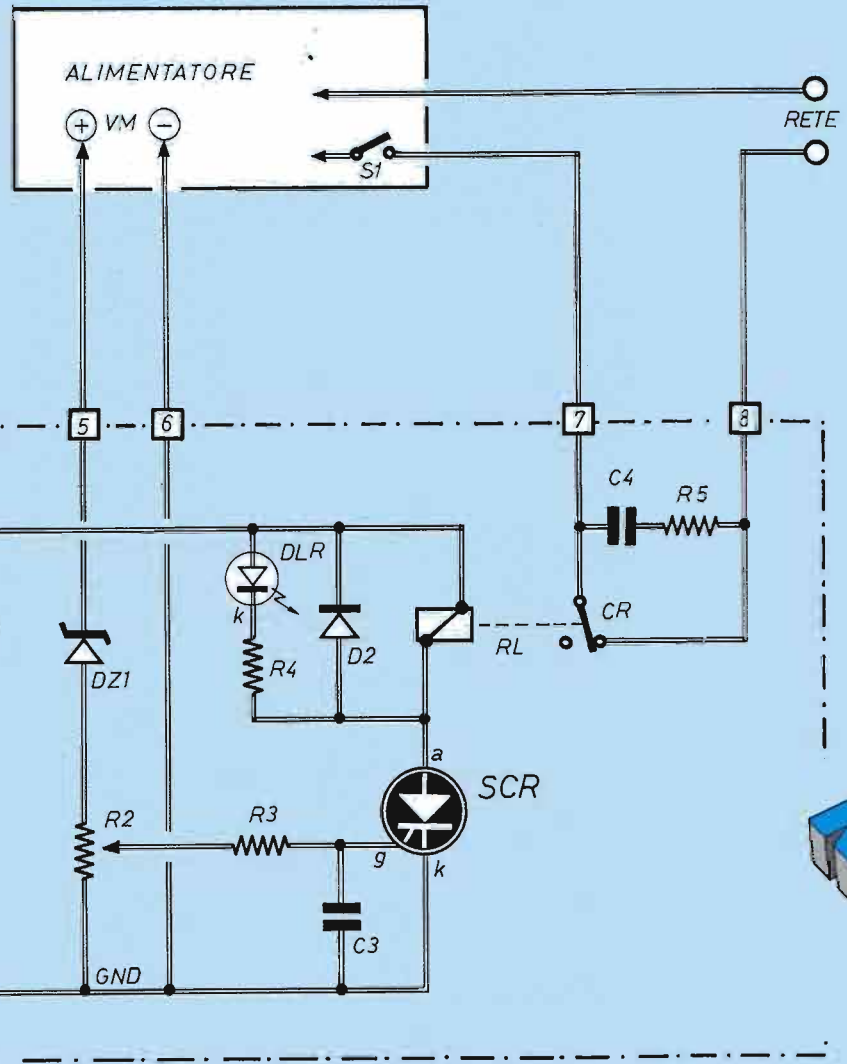 ALIMENTATORE
+ VM −
RETE
S1
5 6 7 8
C4 R5
DLR
k
CR
R4 D2 RL
DZ1
a
SCR
R2 R3
g k
C3
GND